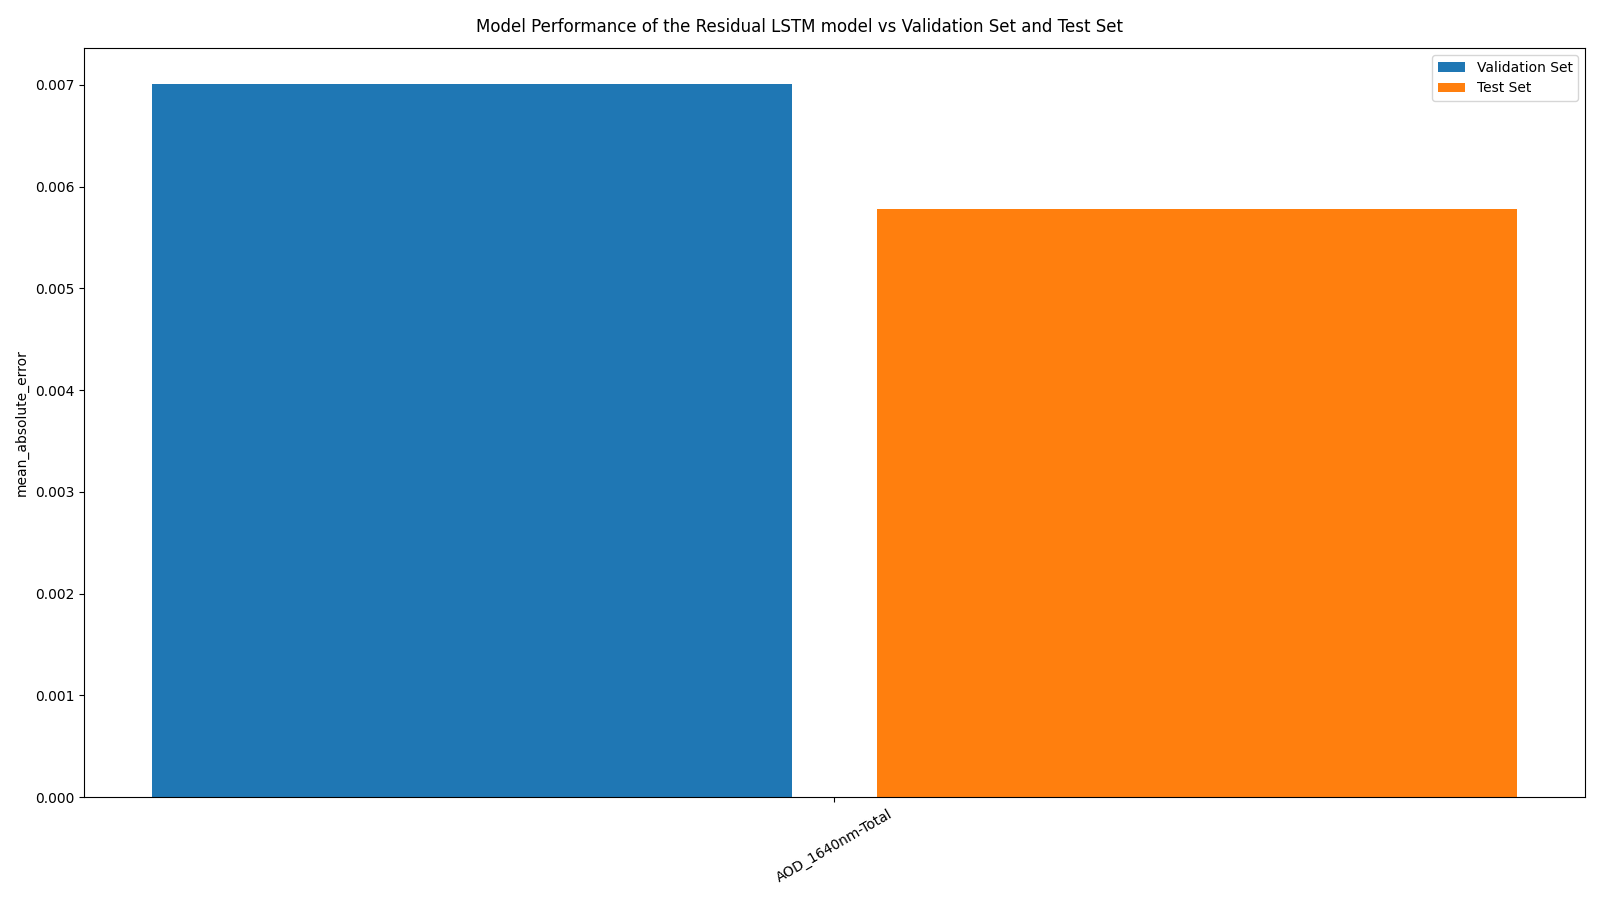 Model Performance of the Residual LSTM model vs Validation Set and Test Set
Validation Set
Test Set
mean_absolute_error
0.007
0.006
0.005
0.004
0.003
0.002
0.001
0.000
AOD_1640nm-Total